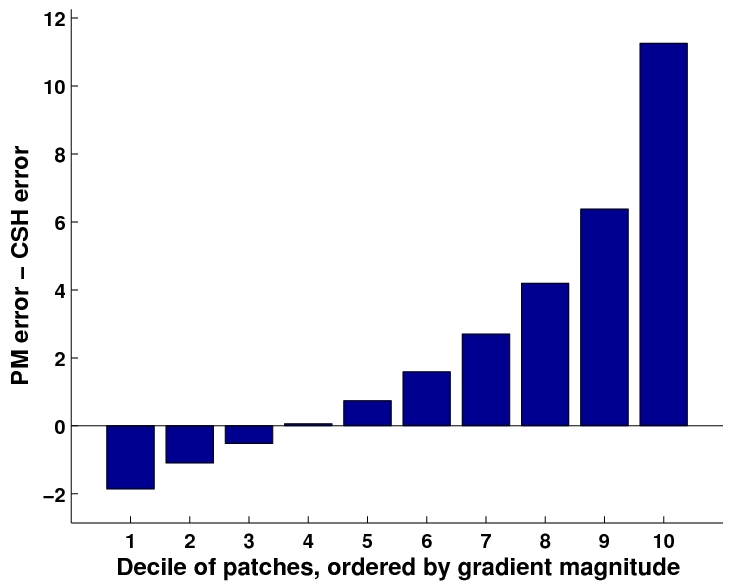 12
10
8
6
4
2
0
−2
PM error − CSH error
1 2 3 4 5 6 7 8 9 10
Decile of patches, ordered by gradient magnitude